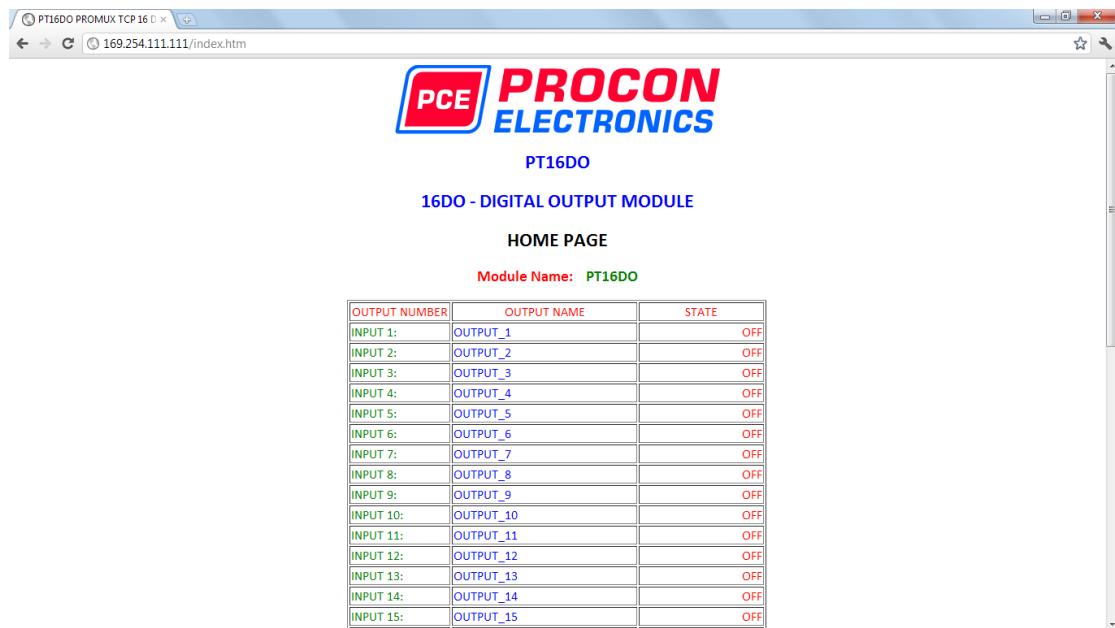 PT16DO PROMUX TCP 16 D
169.254.111.111/index.htm
PCE PROCON
ELECTRONICS
PT16DO
16DO - DIGITAL OUTPUT MODULE
HOME PAGE
Module Name: PT16DO
OUTPUT NUMBER OUTPUT NAME STATE
INPUT 1: OUTPUT_1 OFF
INPUT 2: OUTPUT_2 OFF
INPUT 3: OUTPUT_3 OFF
INPUT 4: OUTPUT_4 OFF
INPUT 5: OUTPUT_5 OFF
INPUT 6: OUTPUT_6 OFF
INPUT 7: OUTPUT_7 OFF
INPUT 8: OUTPUT_8 OFF
INPUT 9: OUTPUT_9 OFF
INPUT 10: OUTPUT_10 OFF
INPUT 11: OUTPUT_11 OFF
INPUT 12: OUTPUT_12 OFF
INPUT 13: OUTPUT_13 OFF
INPUT 14: OUTPUT_14 OFF
INPUT 15: OUTPUT_15 OFF